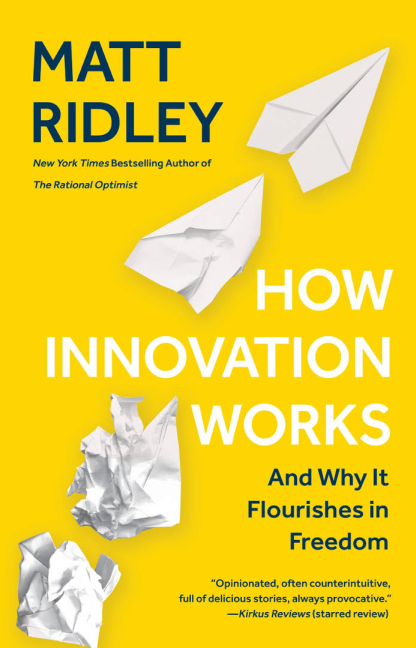 MATT
RIDLEY
New York Times Bestselling Author of
The Rational Optimist
HOW
INNOVATION
WORKS
And Why It
Flourishes in
Freedom
“Opinionated, often counterintuitive,
full of delicious stories, always provocative.”
—Kirkus Reviews (starred review)